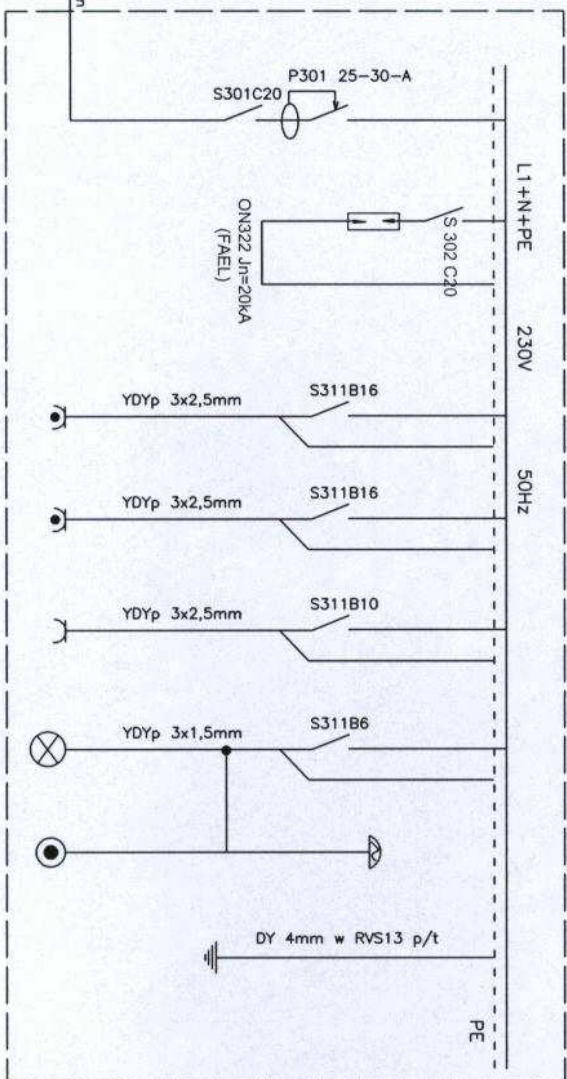 P301 25-30-A
S301C20
L1+N+PE 230V 50Hz
S 302 C20
ON322 Jn=20kA
(FAEL)
S311B16
YDYp 3x2,5mm
S311B16
YDYp 3x2,5mm
S311B10
YDYp 3x2,5mm
S311B6
YDYp 3x1,5mm
DY 4mm w RVS13 p/t
PE